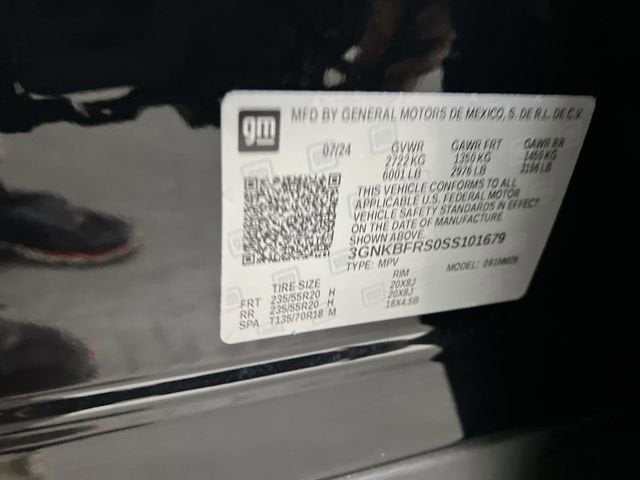 gm
MFD BY GENERAL MOTORS DE MEXICO, S. DE R.L. DE C.V.
07/24 GVWR GAWR FRT GAWR RR
2722 KG 1350 KG 1450 KG
6001 LB 2976 LB 3196 LB
THIS VEHICLE CONFORMS TO ALL
APPLICABLE U.S. FEDERAL MOTOR
VEHICLE SAFETY STANDARDS IN EFFECT
ON THE DATE OF MANUFACTURE
SHOWN ABOVE.
3GNKBFRS0SS101679
TYPE: MPV MODEL:
TIRE SIZE RIM
FRT 235/55R20 H 20X8J
RR 235/55R20 H 20X8J
SPA T135/70R18 M 18X4.5B